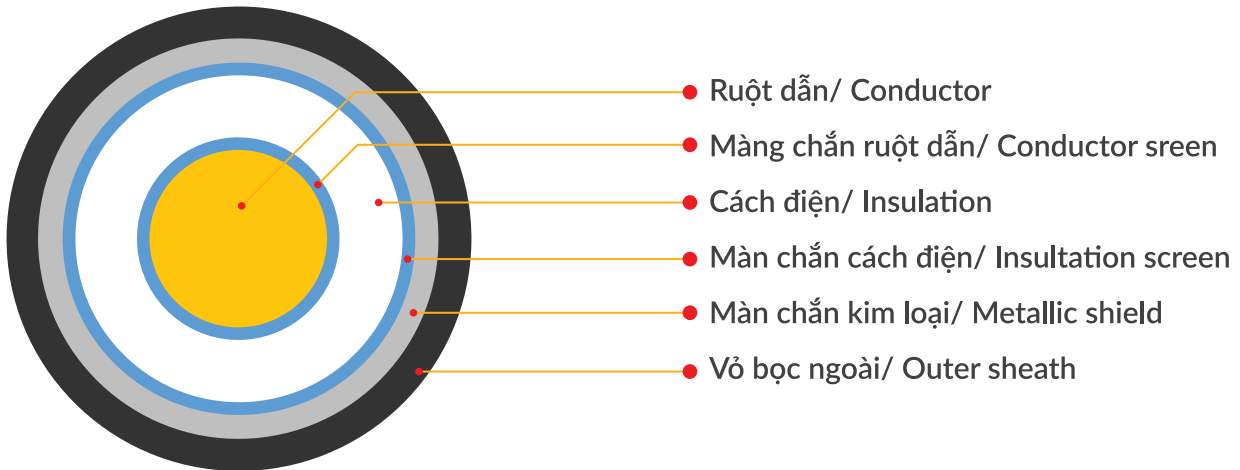 Ruột dẫn/ Conductor
Màng chắn ruột dẫn/ Conductor sreen
Cách điện/ Insulation
Màn chắn cách điện/ Insultation screen
Màn chắn kim loại/ Metallic shield
Vỏ bọc ngoài/ Outer sheath